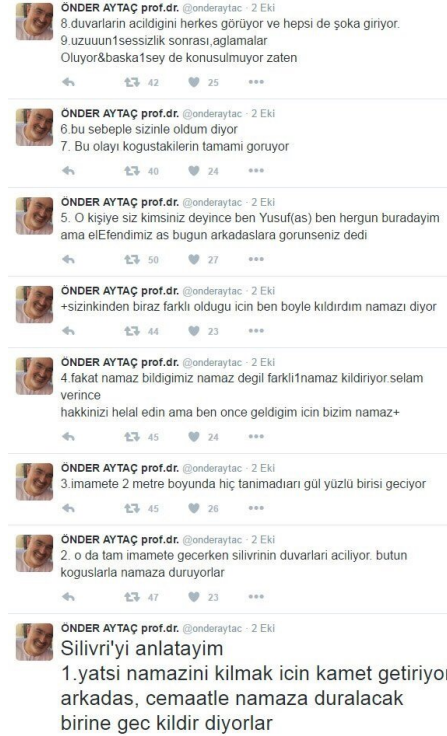 ÖNDER AYTAÇ prof.dr. @onderaytac · 2 Eki
8.duvarlarin acildigini herkes görüyor ve hepsi de şoka giriyor.
9.uzuuun1sessizlik sonrası,aglamalar
Oluyor&baska1sey de konusulmuyor zaten
42 25
ÖNDER AYTAÇ prof.dr. @onderaytac · 2 Eki
6.bu sebeple sizinle oldum diyor
7. Bu olayı kogustakilerin tamami goruyor
40 24
ÖNDER AYTAÇ prof.dr. @onderaytac · 2 Eki
5. O kişiye siz kimsiniz deyince ben Yusuf(as) ben hergun buradayim
ama elEfendimiz as bugun arkadaslara gorunseniz dedi
50 27
ÖNDER AYTAÇ prof.dr. @onderaytac · 2 Eki
+sizinkinden biraz farklı oldugu icin ben boyle kıldırdım namazı diyor
44 23
ÖNDER AYTAÇ prof.dr. @onderaytac · 2 Eki
4.fakat namaz bildigimiz namaz degil farkli1namaz kildiriyor.selam
verince
hakkinizi helal edin ama ben once geldigim icin bizim namaz+
45 24
ÖNDER AYTAÇ prof.dr. @onderaytac · 2 Eki
3.imamete 2 metre boyunda hiç tanimadıarı gül yüzlü birisi geciyor
45 26
ÖNDER AYTAÇ prof.dr. @onderaytac · 2 Eki
2. o da tam imamete gecerken silivrinin duvarlari aciliyor. butun
koguslarla namaza duruyorlar
47 23
ÖNDER AYTAÇ prof.dr. @onderaytac · 2 Eki
Silivri'yi anlatayim
1.yatsi namazini kilmak icin kamet getiriyor
arkadas, cemaatle namaza duralacak
birine gec kildir diyorlar